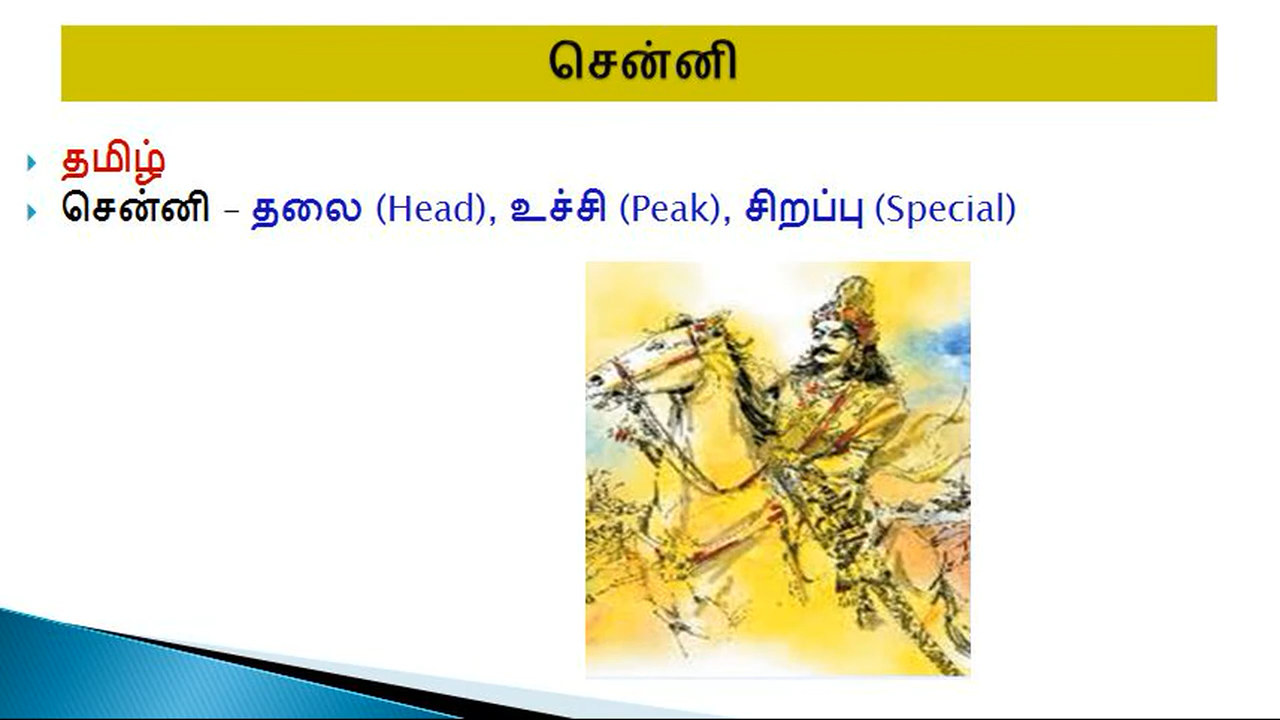 சென்னி
தமிழ்
சென்னி – தலை (Head), உச்சி (Peak), சிறப்பு (Special)